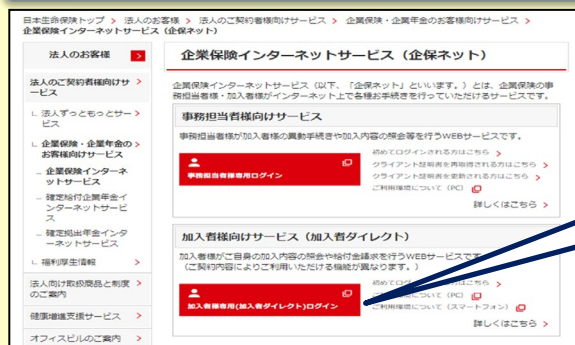 日本生命保険トップ > 法人のお客様 > 法人のご契約者様向けサービス > 企業保険・企業年金のお客様向けサービス >
企業保険インターネットサービス（企保ネット）
法人のお客様
法人のご契約者様向けサービス
法人ずっともっとサービス
企業保険・企業年金のお客様向けサービス
企業保険インターネットサービス
確定給付企業年金インターネットサービス
確定拠出年金インターネットサービス
福利厚生情報
法人向け取扱商品と制度のご案内
健康増進支援サービス
オフィスビルのご案内
企業保険インターネットサービス（企保ネット）
企業保険インターネットサービス（以下、「企保ネット」といいます。）とは、企業保険の事
務担当者様・加入者様がインターネット上で各種お手続きを行っていただけるサービスです。
事務担当者様向けサービス
事務担当者様が加入者様の異動手続きや加入内容の照会等を行うWEBサービスです。
事務担当者様専用ログイン
初めてログインされる方はこちら >
クライアント証明書を再取得される方はこちら >
クライアント証明書を更新される方はこちら >
ご利用環境について（PC）
詳しくはこちら >
加入者様向けサービス（加入者ダイレクト）
加入者様がご自身の加入内容の照会や給付金請求を行うWEBサービスです
（ご契約内容によりご利用いただける機能が異なります。）
加入者様専用(加入者ダイレクト)ログイン
初めてログ
について（PC）
ご利用環境について（スマートフォン）
詳しくはこちら >